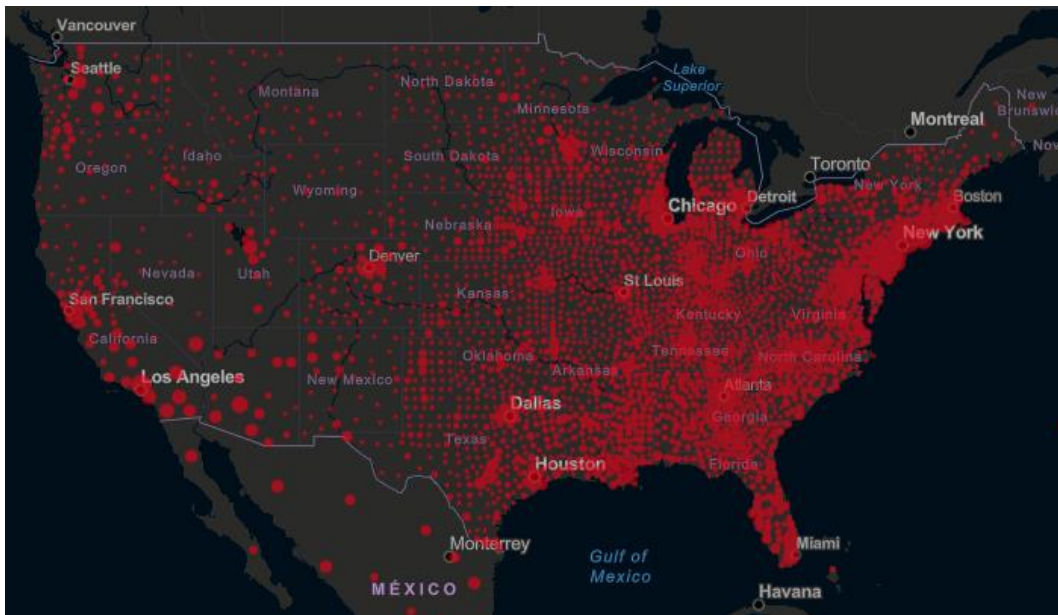 Vancouver
Seattle
Lake
Superior
North Dakota
Montana
Minnesota
New
Brunswic
Montreal
Nov
Toronto
Wisconsin
South Dakota
Idaho
Oregon
Wyoming
New York
Detroit
Boston
Chicago
Iowa
Nebraska
New York
Ohio
Denver
Nevada
Utah
St Louis
Kansas
San Francisco
Kentucky
Virginia
California
Tennessee
North Carolina
Oklahoma
Arkansas
Los Angeles
New Mexico
Atlanta
Dallas
Georgia
Texas
Houston
Florida
Monterrey
Gulf of
Mexico
Miami
MÉXICO
Havana